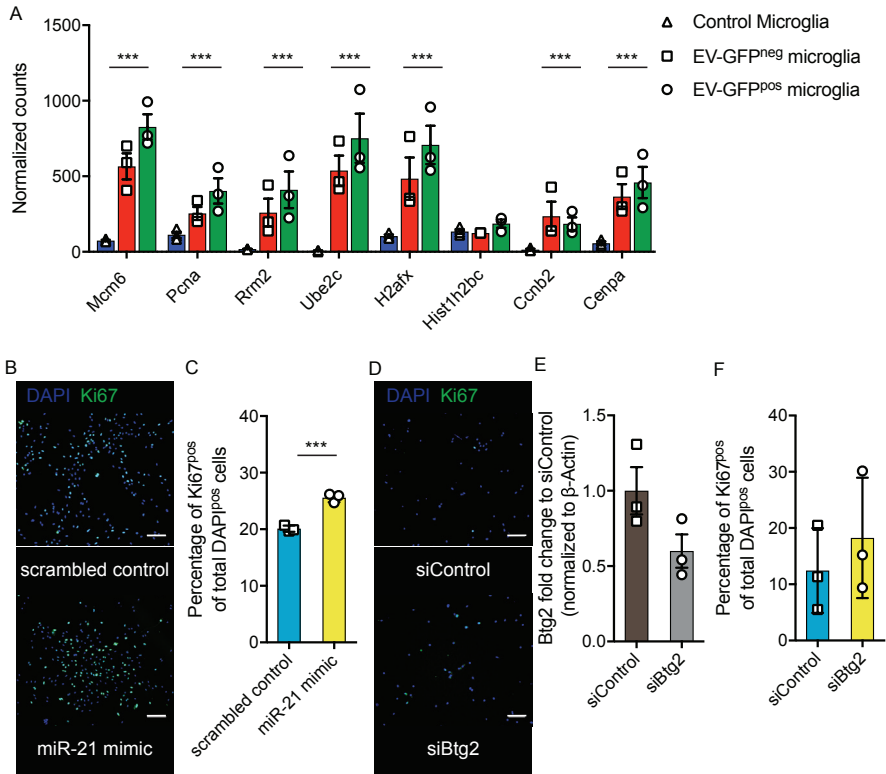 A
Normalized counts
1500
1000
500
0
*** *** *** *** *** *** ***
Mcm6 Pcna Rrm2 Ube2c H2afx Hist1h2bc Ccnb2 Cenpa
Control Microglia
EV-GFPneg microglia
EV-GFPpos microglia
B
DAPI Ki67
scrambled control
miR-21 mimic
C
Percentage of Ki67pos
of total DAPIpos cells
40
30
20
10
0
***
scrambled control
miR-21 mimic
D
DAPI Ki67
siControl
siBtg2
E
Btg2 fold change to siControl
(normalized to β-Actin)
1.5
1.0
0.5
0.0
siControl
siBtg2
F
Percentage of Ki67pos
of total DAPIpos cells
40
30
20
10
0
siControl
siBtg2